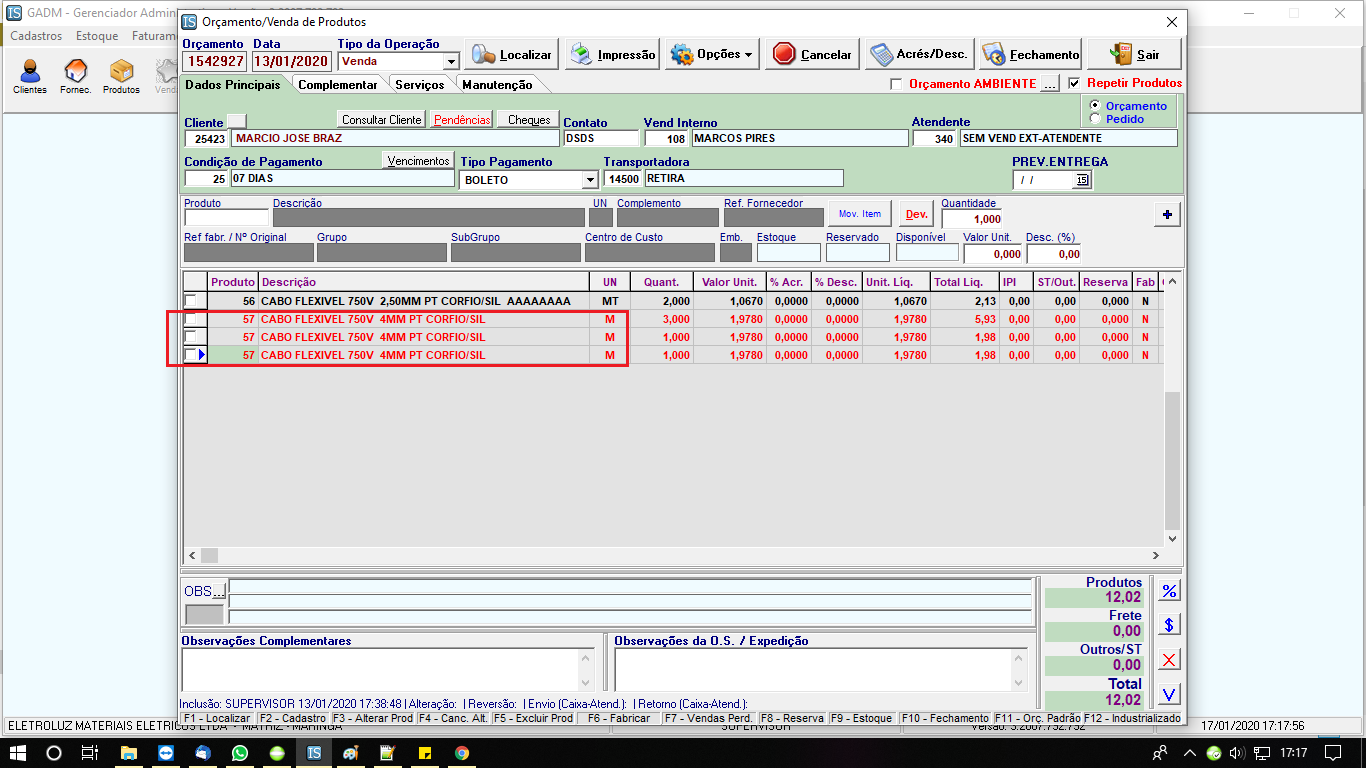 GADM - Gerenciador Admin
Orçamento/Venda de Produtos
Cadastros Estoque Faturam
Clientes Fornec. Produtos
Orçamento Data Tipo da Operação
1542927 13/01/2020 Venda
Localizar Impressão Opções Cancelar Acrés/Desc. Fechamento Sair
Dados Principais Complementar Serviços Manutenção
Orçamento AMBIENTE ... Repetir Produtos
Orçamento
Pedido
Cliente Consultar Cliente Pendências Cheques Contato Vend Interno Atendente
25423 MARCIO JOSE BRAZ DSDS 108 MARCOS PIRES 340 SEM VEND EXT-ATENDENTE
Condição de Pagamento Vencimentos Tipo Pagamento Transportadora PREV.ENTREGA
25 07 DIAS BOLETO 14500 RETIRA / / 15
Produto Descrição UN Complemento Ref. Fornecedor Mov. Item Dev. Quantidade
1,000 +
Ref fabr. / Nº Original Grupo SubGrupo Centro de Custo Emb. Estoque Reservado Disponível Valor Unit. Desc. (%)
0,000 0,00
Produto Descrição UN Quant. Valor Unit. % Acr. % Desc. Unit. Líq. Total Liq. IPI ST/Out. Reserva Fab
56 CABO FLEXIVEL 750V 2,50MM PT CORFIO/SIL AAAAAAAA MT 2,000 1,0670 0,0000 0,0000 1,0670 2,13 0,00 0,00 0,000 N
57 CABO FLEXIVEL 750V 4MM PT CORFIO/SIL M 3,000 1,9780 0,0000 0,0000 1,9780 5,93 0,00 0,00 0,000 N
57 CABO FLEXIVEL 750V 4MM PT CORFIO/SIL M 1,000 1,9780 0,0000 0,0000 1,9780 1,98 0,00 0,00 0,000 N
57 CABO FLEXIVEL 750V 4MM PT CORFIO/SIL M 1,000 1,9780 0,0000 0,0000 1,9780 1,98 0,00 0,00 0,000 N
OBS...
Produtos
12,02
%
Frete
0,00
$
Outros/ST
0,00
X
Total
12,02
V
Observações Complementares Observações da O.S. / Expedição
Inclusão: SUPERVISOR 13/01/2020 17:38:48 | Alteração: | Reversão: | Envio (Caixa-Atend.): | Retorno (Caixa-Atend.):
F1 - Localizar F2 - Cadastro F3 - Alterar Prod F4 - Canc. Alt. F5 - Excluir Prod F6 - Fabricar F7 - Vendas Perd. F8 - Reserva F9 - Estoque F10 - Fechamento F11 - Orç. Padrão F12 - Industrializado
17/01/2020 17:17:56
17:17